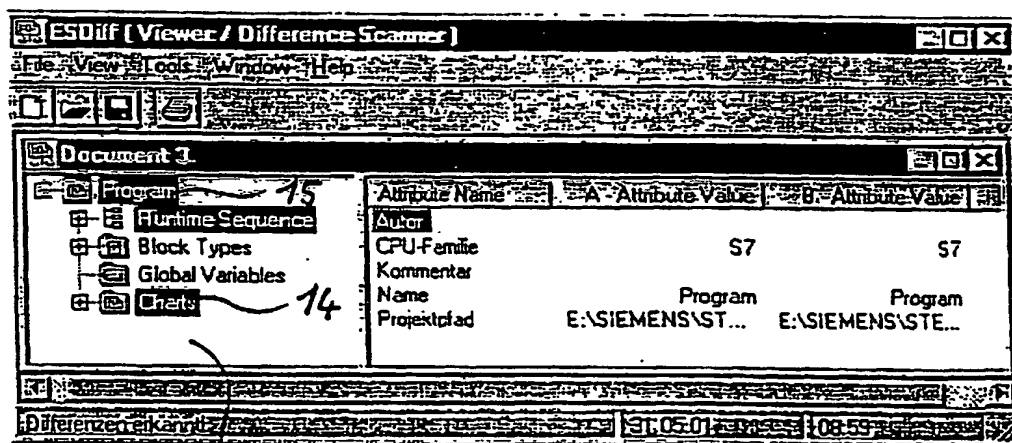 ESDiff [ Viewer / Difference Scanner ]
File View Tools Window Help
Document 1
Program 15
Runtime Sequence
Block Types
Global Variables
Charts 14
Attribute Name A - Attribute Value B - Attribute Value
Autor
CPU-Familie S7 S7
Kommentar
Name Program Program
Projektpfad E:\SIEMENS\ST... E:\SIEMENS\STE...
Differenzen erkannt! 31.05.01 08:59